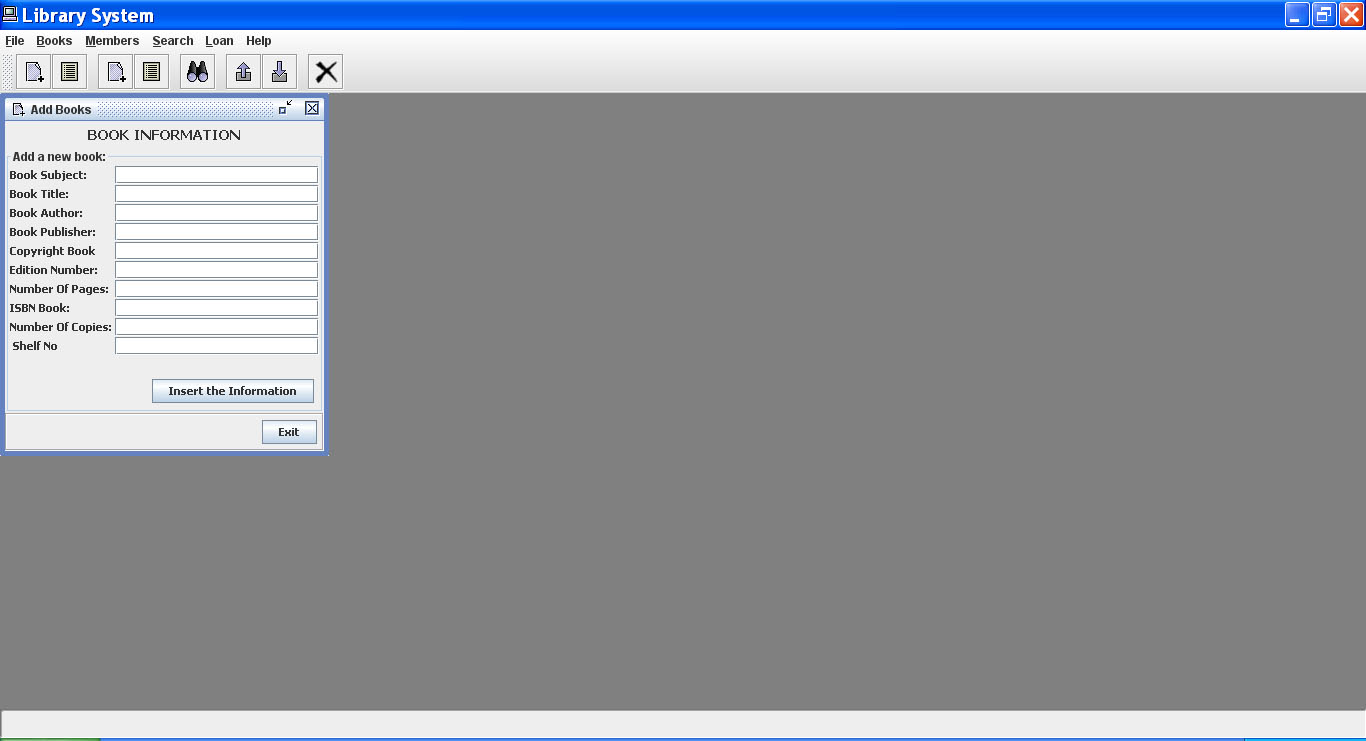 Library System
File Books Members Search Loan Help
Add Books
BOOK INFORMATION
Add a new book:
Book Subject:
Book Title:
Book Author:
Book Publisher:
Copyright Book
Edition Number:
Number Of Pages:
ISBN Book:
Number Of Copies:
Shelf No
Insert the Information
Exit